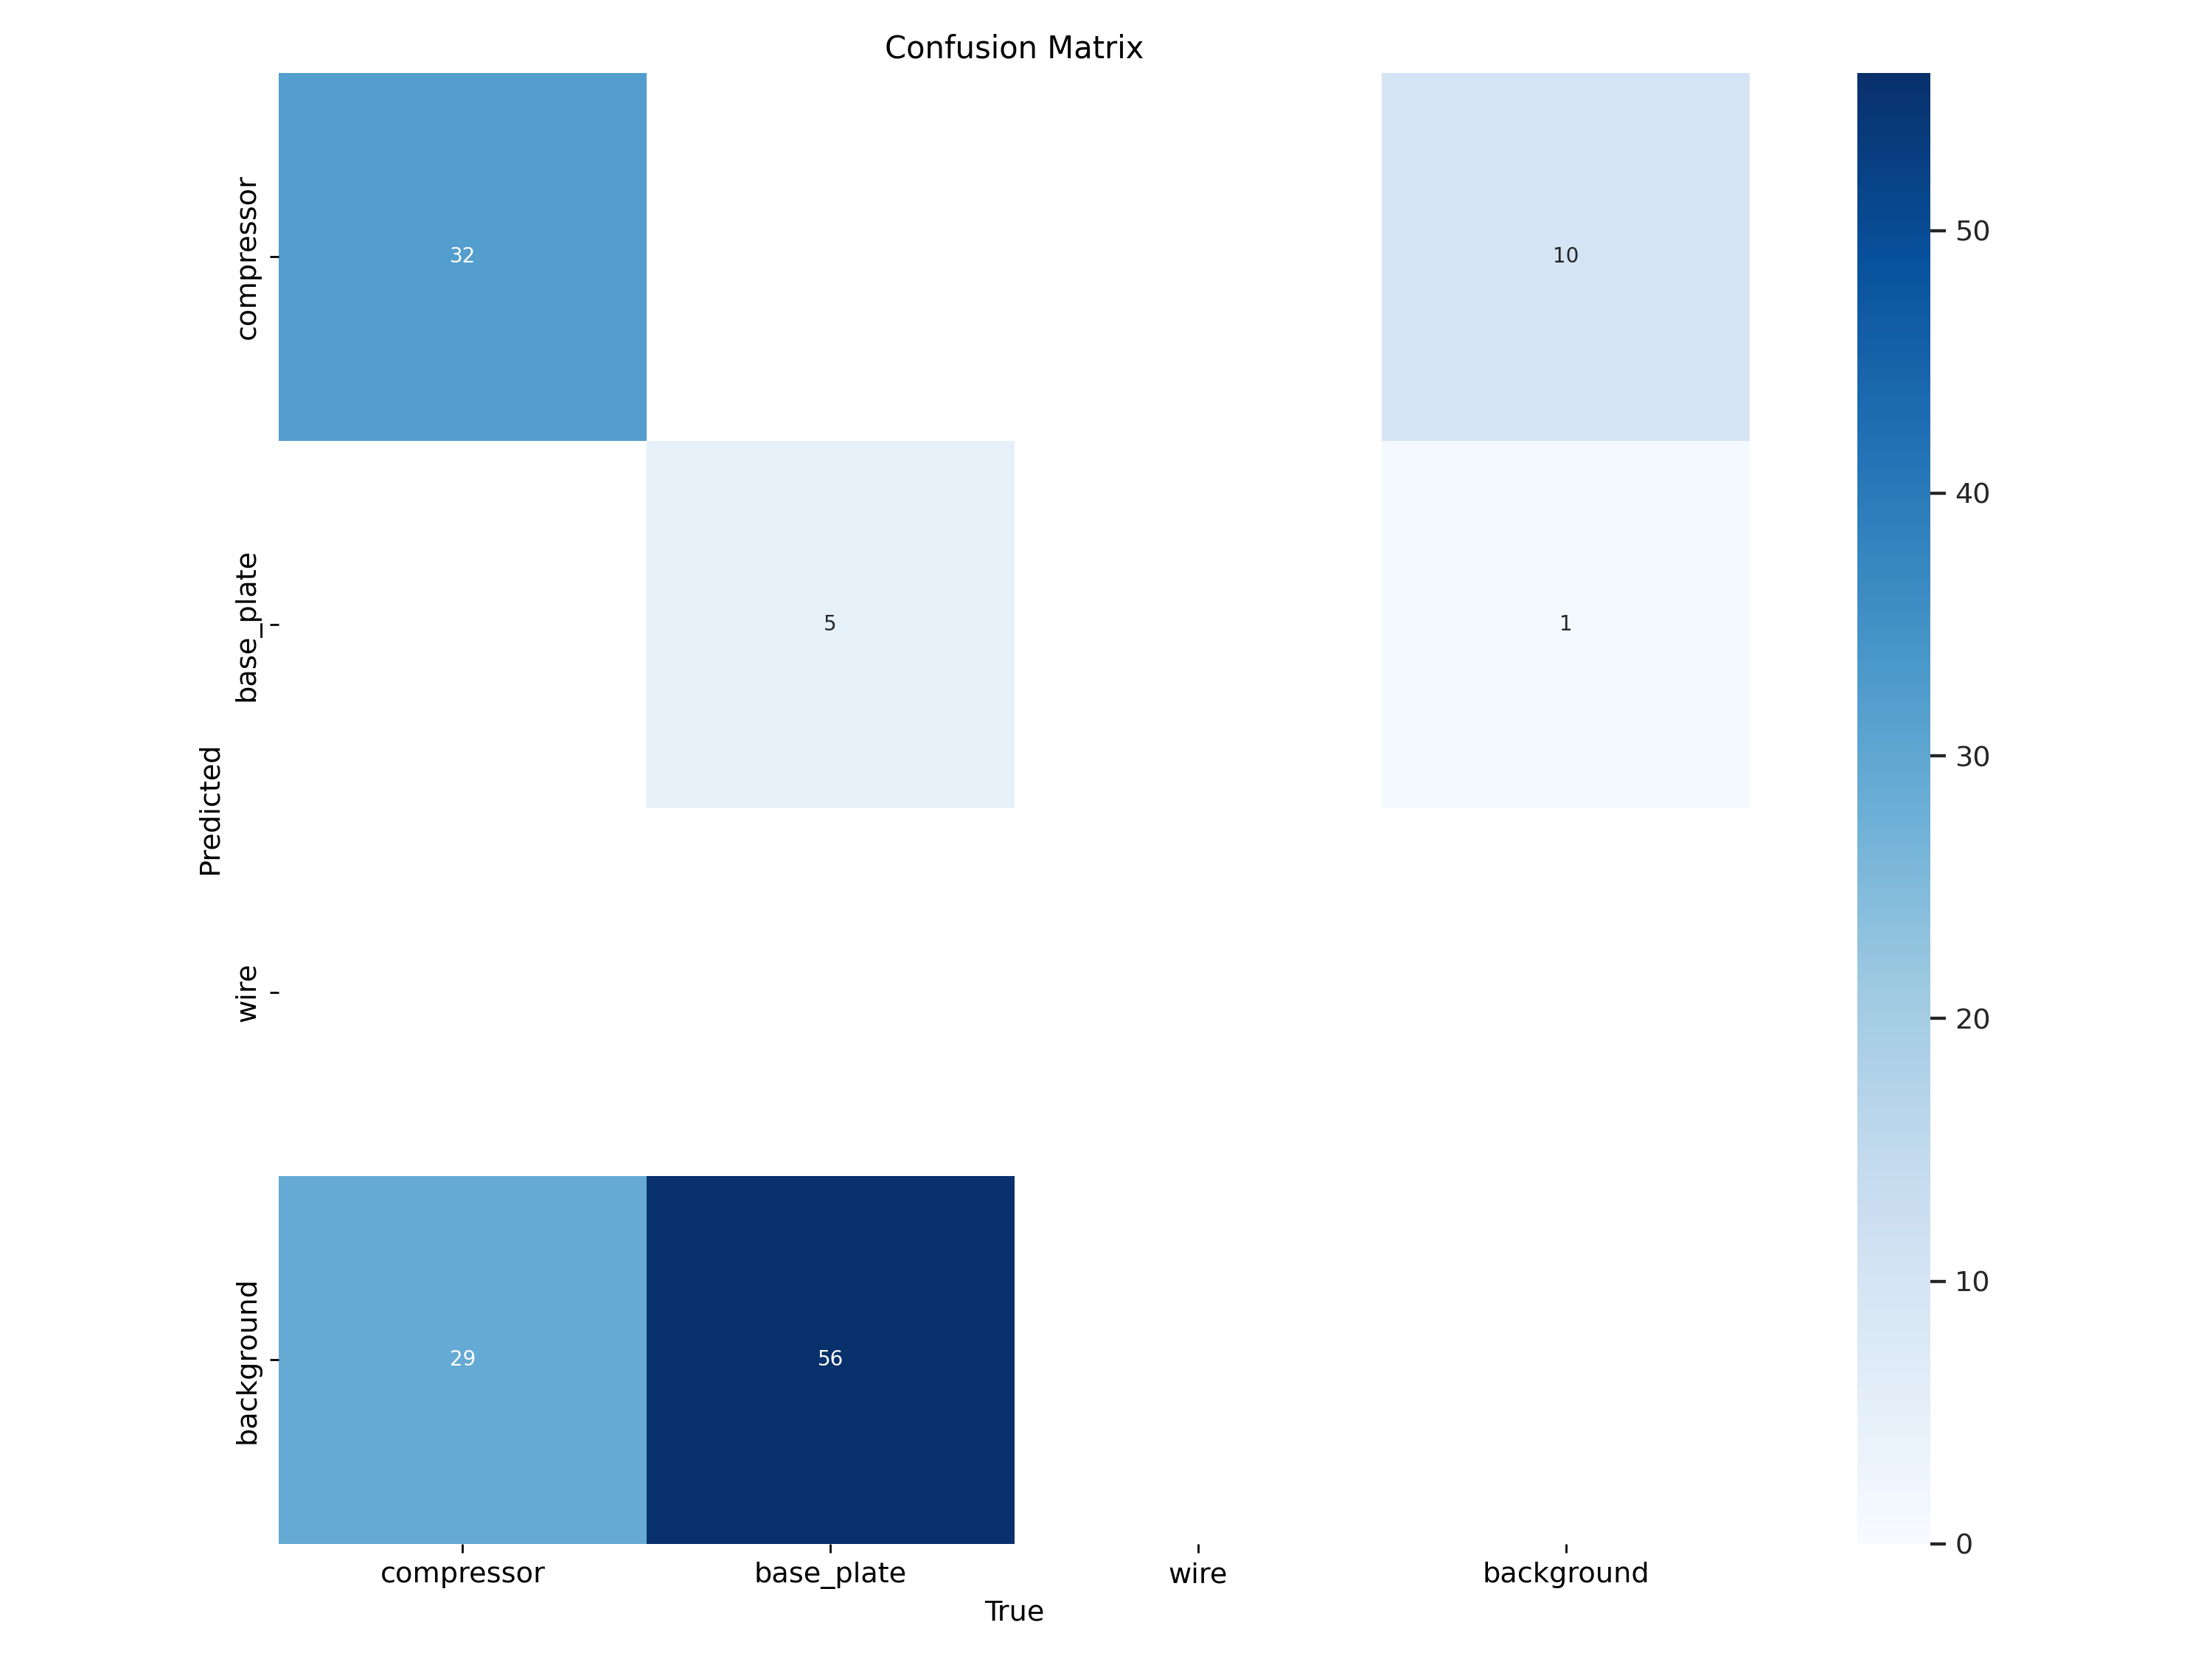 Confusion Matrix
compressor
base_plate
wire
background
Predicted
32
10
5
1
29
56
compressor
base_plate
wire
background
True
50
40
30
20
10
0